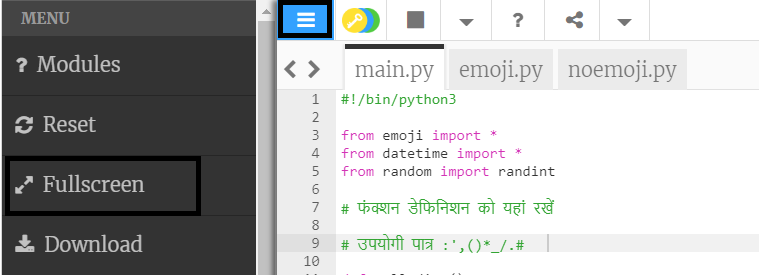 MENU
? Modules
Reset
Fullscreen
Download
?
main.py
emoji.py
noemoji.py
1 #!/bin/python3
2
3 from emoji import *
4 from datetime import *
5 from random import randint
6
7 # फंक्शन डेफिनिशन को यहां रखें
8
9 # उपयोगी पात्र :',()*_/.#
10